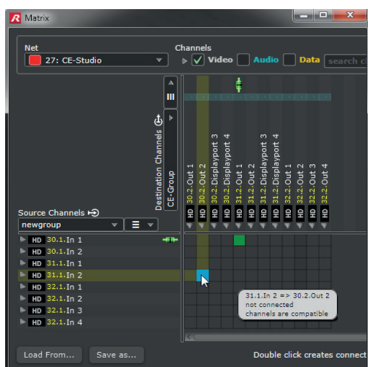 R Matrix
Net
27: CE-Studio
Channels
Video Audio Data search c
Destination Channels
CE-Group
30.2.Out 1
30.2.Out 2
30.2.Displayport 3
30.2.Displayport 4
31.2.Out 1
31.2.Out 2
31.2.Displayport 3
31.2.Displayport 4
32.2.Out 1
32.2.Out 2
32.2.Out 3
32.2.Out 4
HD HD HD HD HD HD HD HD HD HD HD HD
Source Channels
newgroup
HD 30.1.In 1
HD 30.1.In 2
HD 31.1.In 1
HD 31.1.In 2
HD 32.1.In 1
HD 32.1.In 2
HD 32.1.In 3
HD 32.1.In 4
31.1.In 2 => 30.2.Out 2
not connected
channels are compatible
Load From... Save as... Double click creates connect